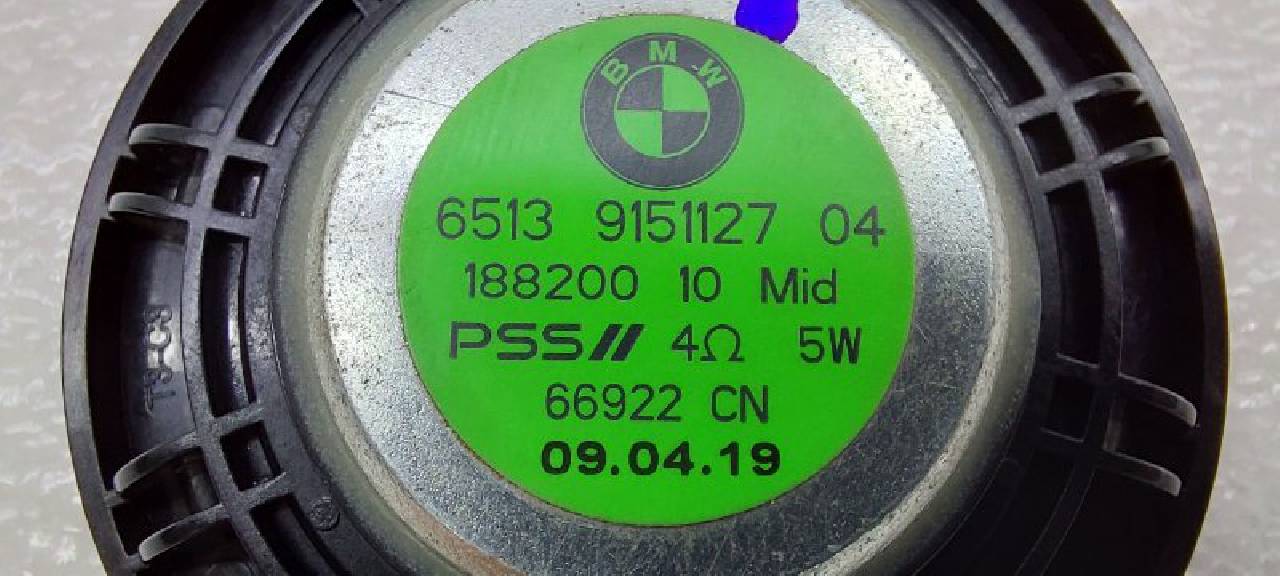 BMW
6513 9151127 04
188200 10 Mid
PSS// 4Ω 5W
66922 CN
09.04.19